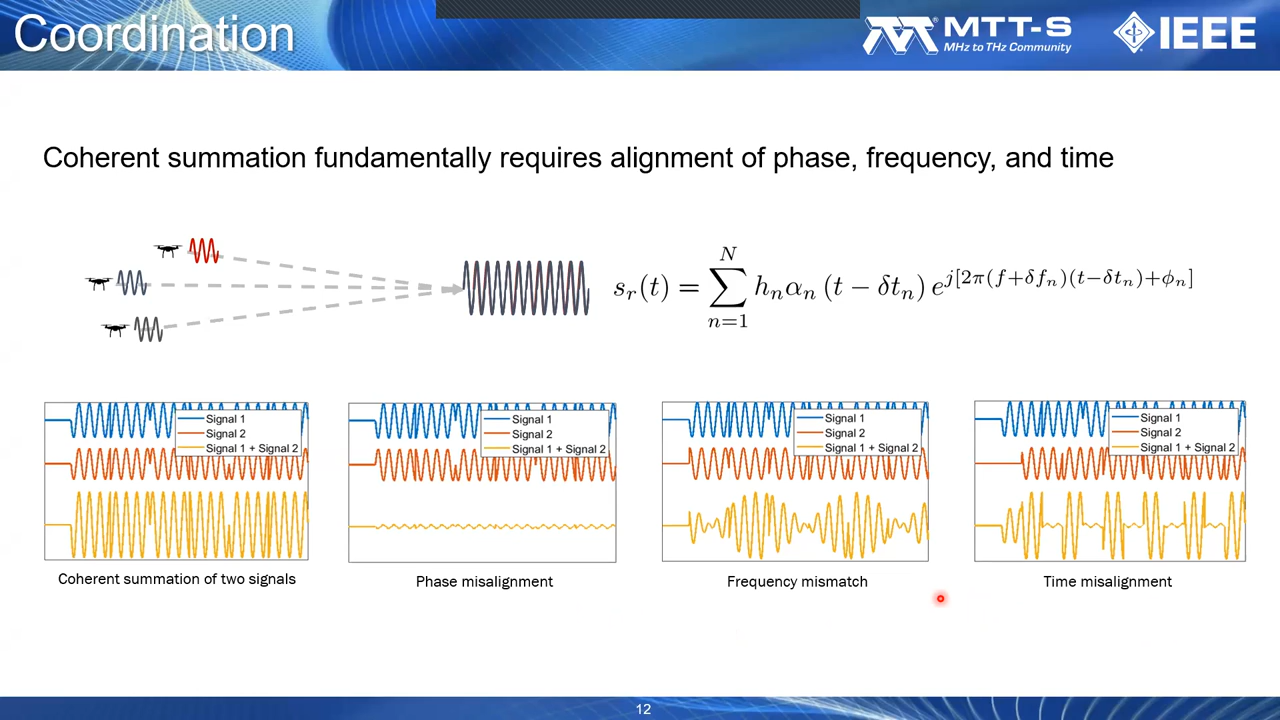 Coordination
MTT-S
MHz to THz Community
IEEE
Coherent summation fundamentally requires alignment of phase, frequency, and time
s_r(t) = \sum_{n=1}^{N} h_n α_n (t − δt_n) e^{j[2π(f+δf_n)(t−δt_n)+ϕ_n]}
Signal 1
Signal 2
Signal 1 + Signal 2
Coherent summation of two signals
Signal 1
Signal 2
Signal 1 + Signal 2
Phase misalignment
Signal 1
Signal 2
Signal 1 + Signal 2
Frequency mismatch
Signal 1
Signal 2
Signal 1 + Signal 2
Time misalignment
12